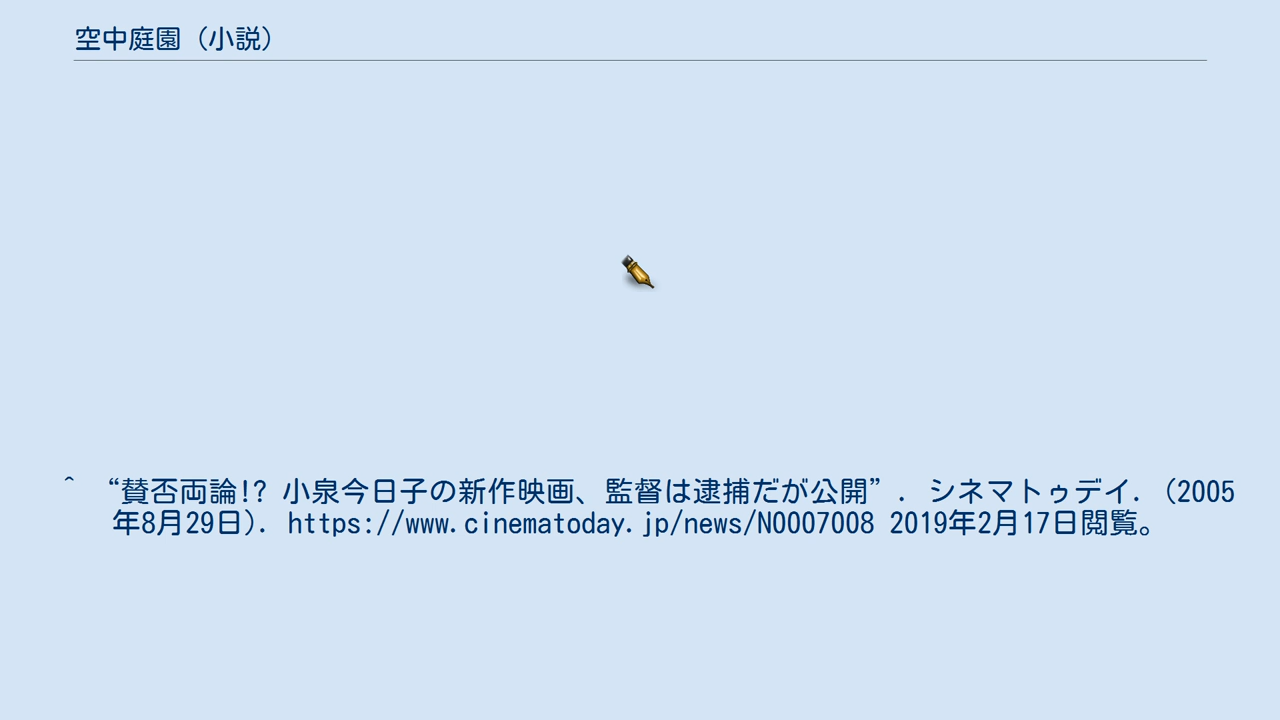 空中庭園（小説）
^ “賛否両論!? 小泉今日子の新作映画、監督は逮捕だが公開”. シネマトゥデイ. (2005
年8月29日). https://www.cinematoday.jp/news/N0007008 2019年2月17日閲覧。